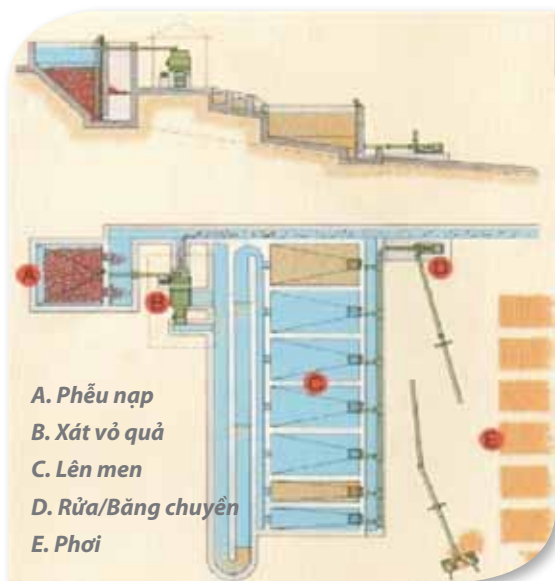 A
B
C
D
E
A. Phễu nạp
B. Xát vỏ quả
C. Lên men
D. Rửa/Băng chuyền
E. Phơi